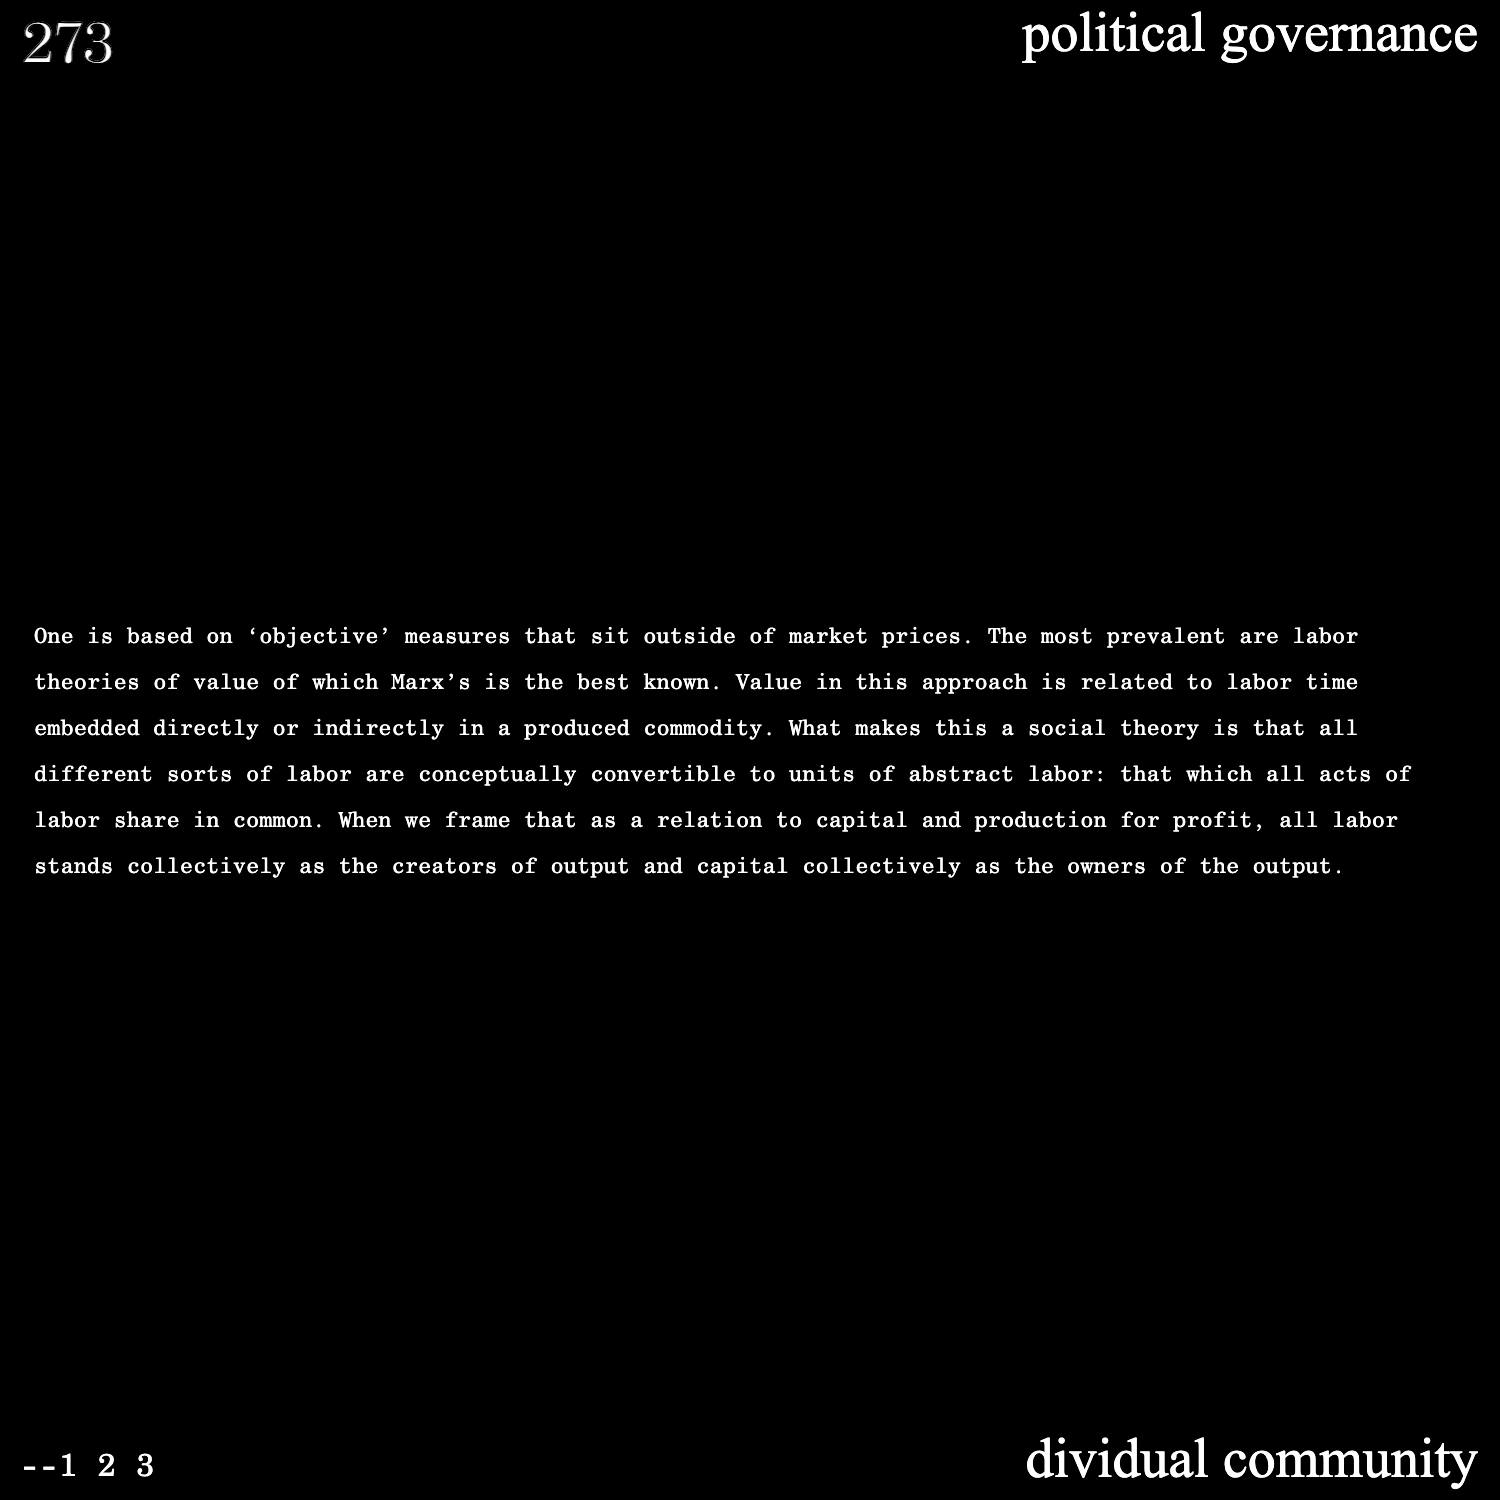 273
political governance
One is based on ‘objective’ measures that sit outside of market prices. The most prevalent are labor
theories of value of which Marx’s is the best known. Value in this approach is related to labor time
embedded directly or indirectly in a produced commodity. What makes this a social theory is that all
different sorts of labor are conceptually convertible to units of abstract labor: that which all acts of
labor share in common. When we frame that as a relation to capital and production for profit, all labor
stands collectively as the creators of output and capital collectively as the owners of the output.
--1 2 3
dividual community